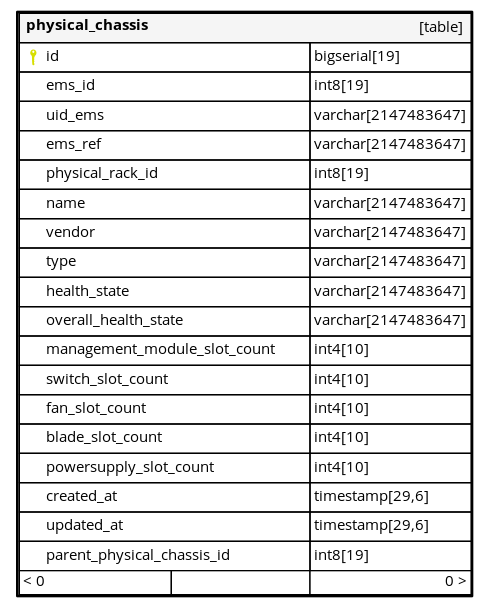 physical_chassis [table]
id bigserial[19]
ems_id int8[19]
uid_ems varchar[2147483647]
ems_ref varchar[2147483647]
physical_rack_id int8[19]
name varchar[2147483647]
vendor varchar[2147483647]
type varchar[2147483647]
health_state varchar[2147483647]
overall_health_state varchar[2147483647]
management_module_slot_count int4[10]
switch_slot_count int4[10]
fan_slot_count int4[10]
blade_slot_count int4[10]
powersupply_slot_count int4[10]
created_at timestamp[29,6]
updated_at timestamp[29,6]
parent_physical_chassis_id int8[19]
< 0 0 >